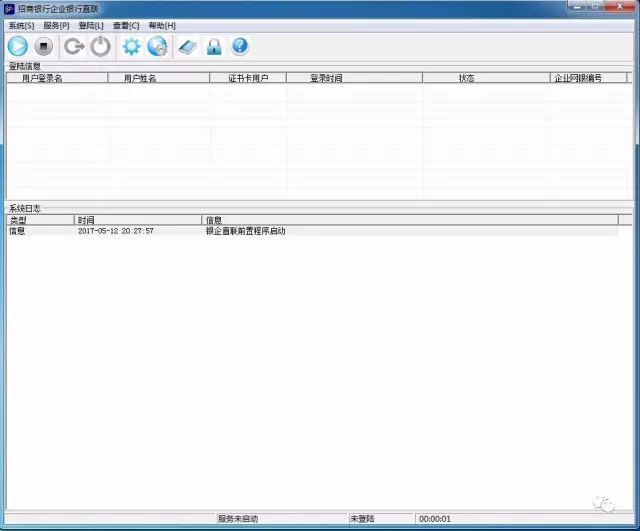 招商银行企业银行直联
系统[S] 服务[P] 登陆[L] 查看[C] 帮助[H]
登陆信息
用户登录名 用户姓名 证书卡用户 登录时间 状态 企业网银编号
系统日志
类型 时间 信息
信息 2017-05-12 20:27:57 银企直联前置程序启动
服务未启动 未登陆 00:00:01